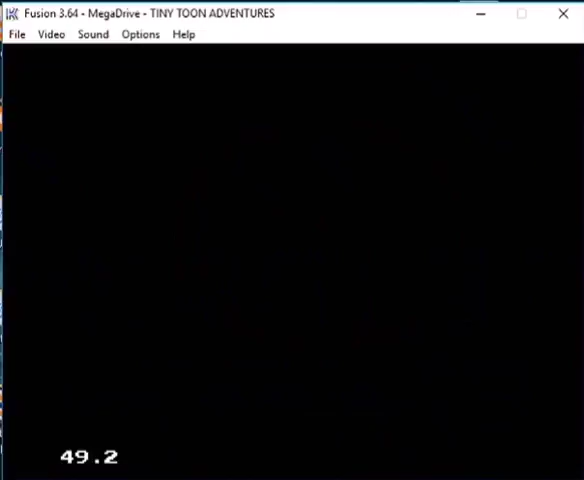 Fusion 3.64 - MegaDrive - TINY TOON ADVENTURES
File Video Sound Options Help
49.2